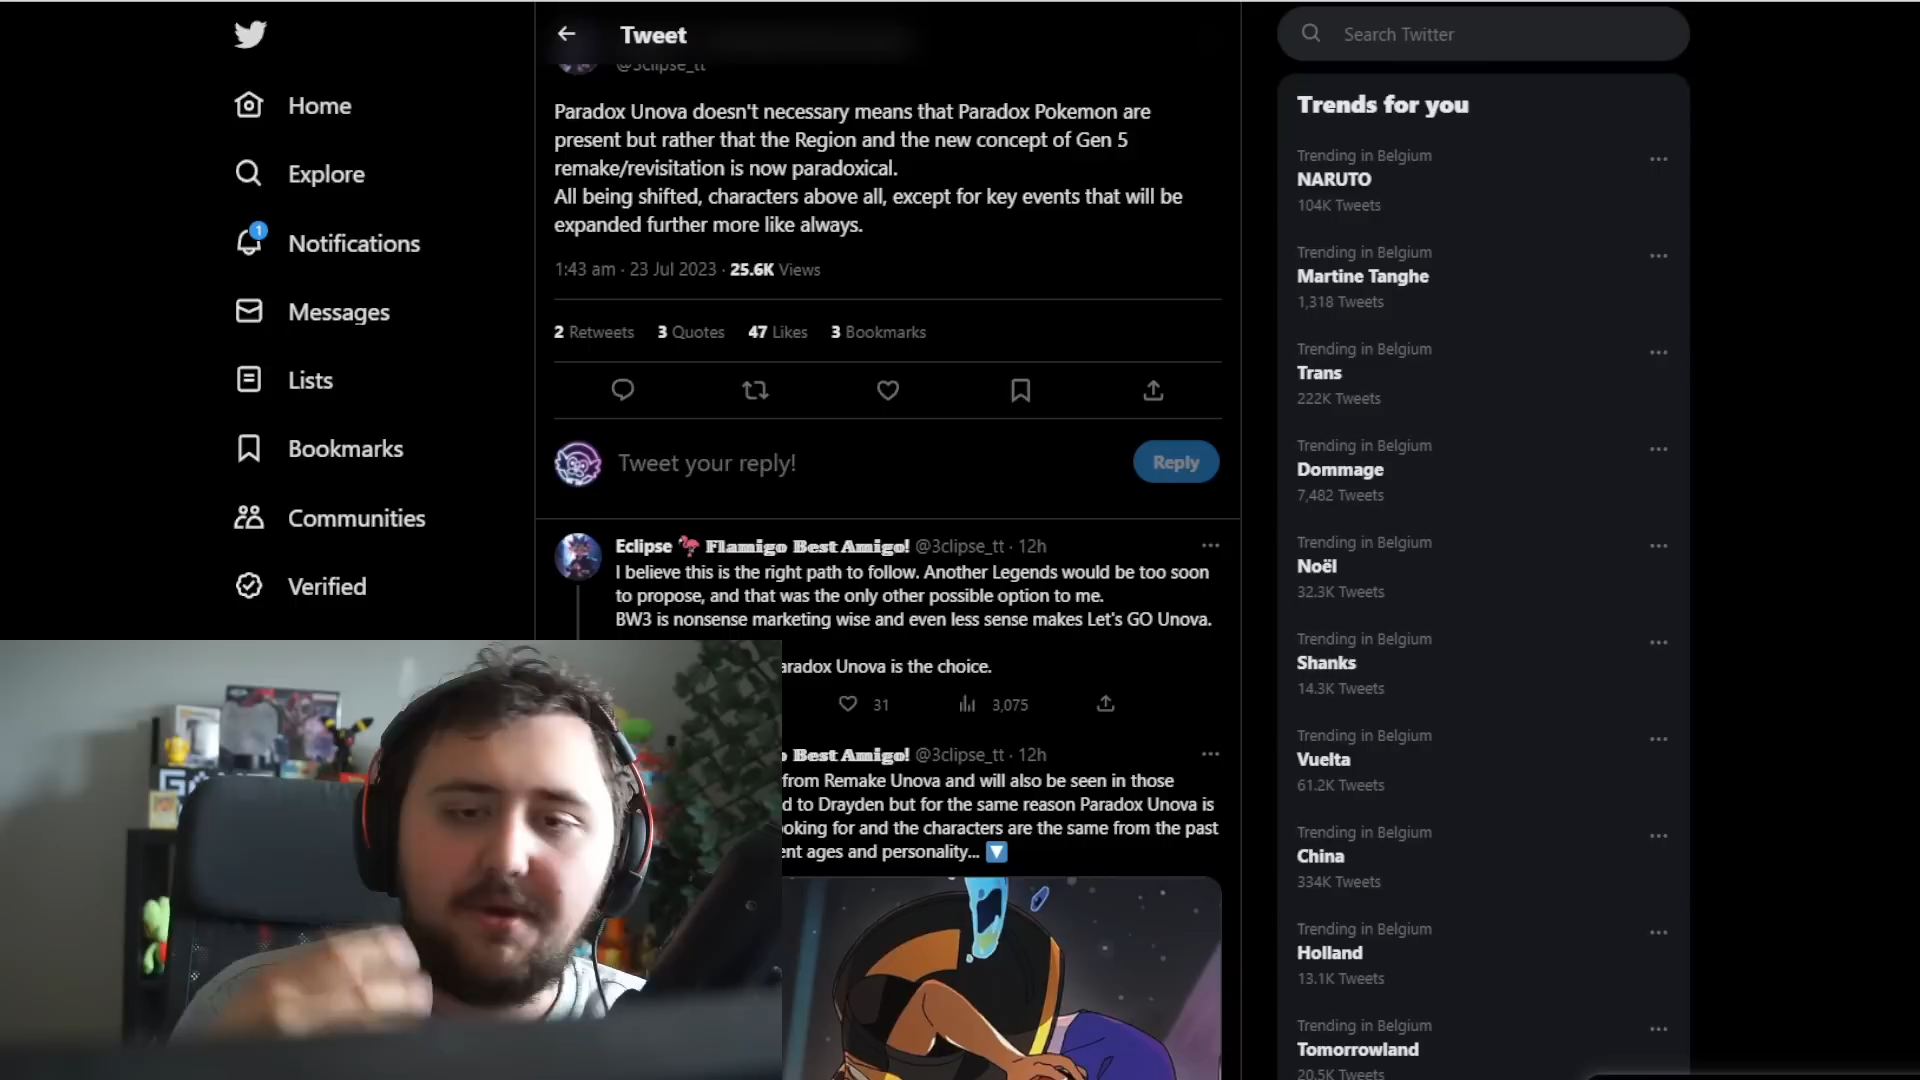 Home
Explore
1
Notifications
Messages
Lists
Bookmarks
Communities
Verified
Tweet
@3clipse_tt
Paradox Unova doesn't necessary means that Paradox Pokemon are
present but rather that the Region and the new concept of Gen 5
remake/revisitation is now paradoxical.
All being shifted, characters above all, except for key events that will be
expanded further more like always.
1:43 am · 23 Jul 2023 · 25.6K Views
2 Retweets 3 Quotes 47 Likes 3 Bookmarks
Tweet your reply!
Reply
Eclipse 🦩 Flamigo Best Amigo! @3clipse_tt · 12h
I believe this is the right path to follow. Another Legends would be too soon
to propose, and that was the only other possible option to me.
BW3 is nonsense marketing wise and even less sense makes Let's GO Unova.
aradox Unova is the choice.
31 3,075
Best Amigo! @3clipse_tt · 12h
from Remake Unova and will also be seen in those
d to Drayden but for the same reason Paradox Unova is
oking for and the characters are the same from the past
ent ages and personality... 🔽
Search Twitter
Trends for you
Trending in Belgium
NARUTO
104K Tweets
Trending in Belgium
Martine Tanghe
1,318 Tweets
Trending in Belgium
Trans
222K Tweets
Trending in Belgium
Dommage
7,482 Tweets
Trending in Belgium
Noël
32.3K Tweets
Trending in Belgium
Shanks
14.3K Tweets
Trending in Belgium
Vuelta
61.2K Tweets
Trending in Belgium
China
334K Tweets
Trending in Belgium
Holland
13.1K Tweets
Trending in Belgium
Tomorrowland
20.5K Tweets